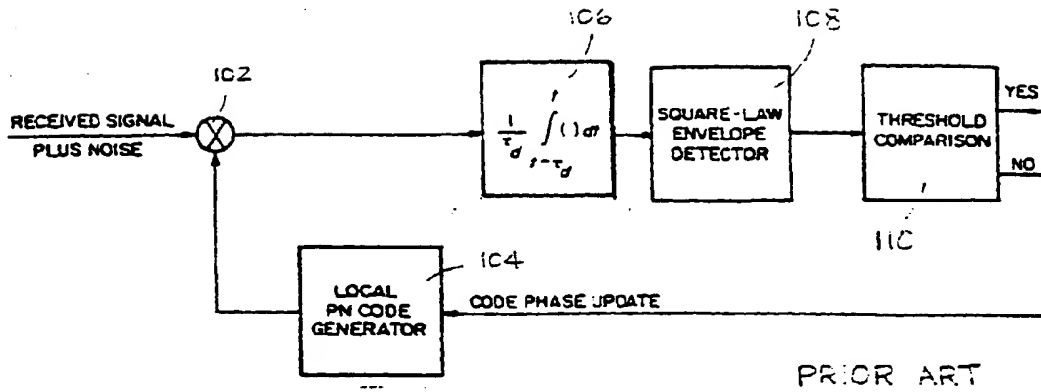 106
108
102
RECEIVED SIGNAL
PLUS NOISE
1/τd ∫ t t-τd ( ) dt
SQUARE-LAW
ENVELOPE
DETECTOR
THRESHOLD
COMPARISON
YES
NO
110
104
LOCAL
PN CODE
GENERATOR
CODE PHASE UPDATE
PRIOR ART